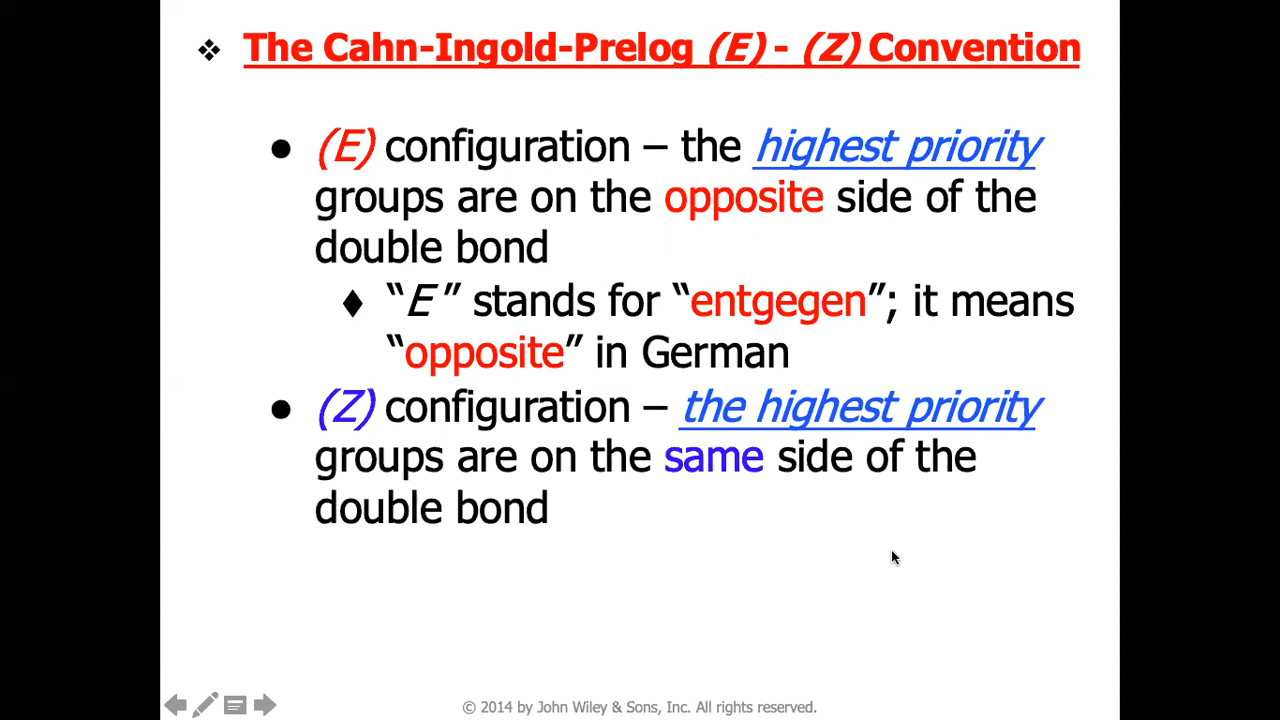 ❖ The Cahn-Ingold-Prelog (E) - (Z) Convention
● (E) configuration – the highest priority
groups are on the opposite side of the
double bond
♦ “E ” stands for “entgegen”; it means
“opposite” in German
● (Z) configuration – the highest priority
groups are on the same side of the
double bond
© 2014 by John Wiley & Sons, Inc. All rights reserved.